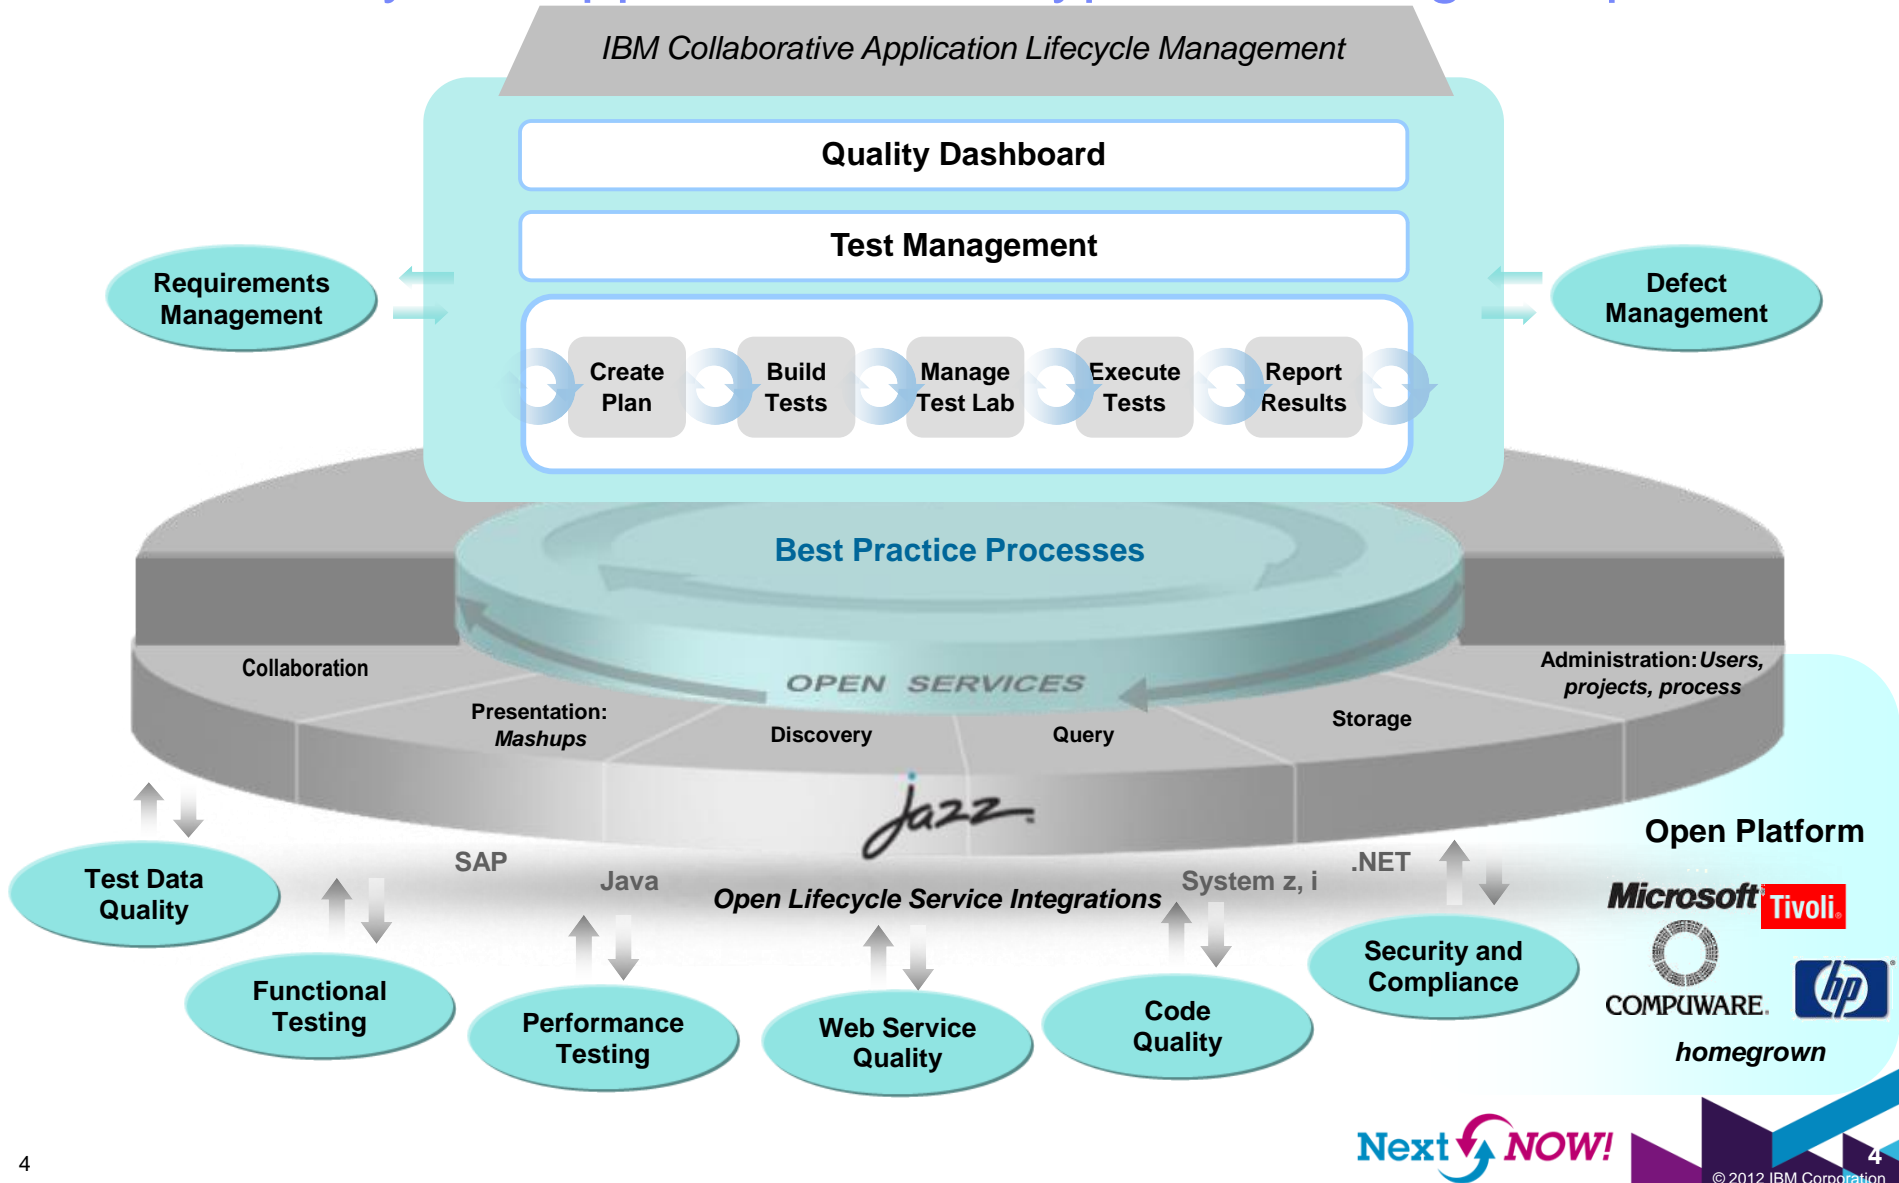 IBM Collaborative Application Lifecycle Management
Quality Dashboard
Test Management
Requirements
Management
Defect
Management
Create
Plan
Build
Tests
Manage
Test Lab
Execute
Tests
Report
Results
Best Practice Processes
OPEN SERVICES
Collaboration
Presentation:
Mashups
Discovery
Query
Storage
Administration: Users,
projects, process
jazz™
Open Platform
SAP
Java
Open Lifecycle Service Integrations
System z, i
.NET
Test Data
Quality
Functional
Testing
Performance
Testing
Web Service
Quality
Code
Quality
Security and
Compliance
Microsoft®
Tivoli®
COMPUWARE®
hp®
homegrown
Next NOW!
4
4
© 2012 IBM Corporation